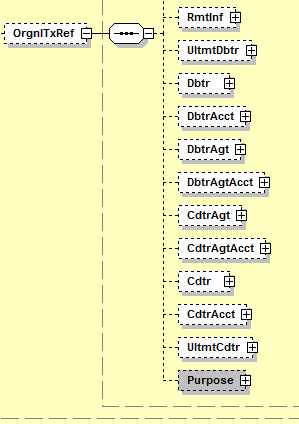 RmtInf
OrgnlTxRef
UltmtDbtr
Dbtr
DbtrAcct
DbtrAgt
DbtrAgtAcct
CdtrAgt
CdtrAgtAcct
Cdtr
CdtrAcct
UltmtCdtr
Purpose